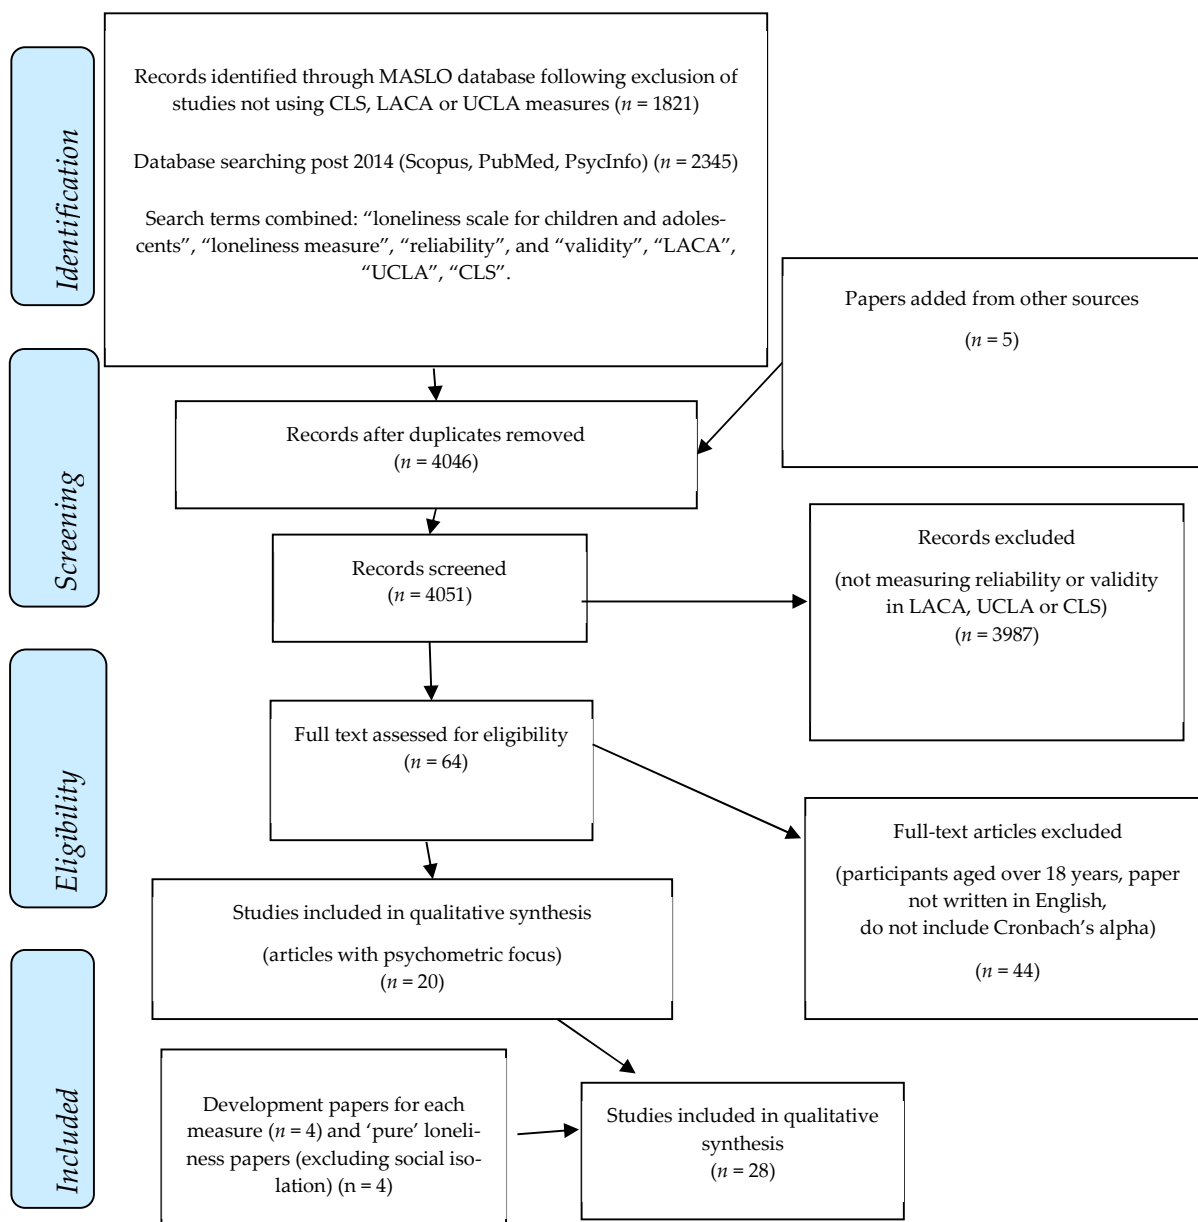 Identification
Records identified through MASLO database following exclusion of
studies not using CLS, LACA or UCLA measures (n = 1821)
Database searching post 2014 (Scopus, PubMed, PsycInfo) (n = 2345)
Search terms combined: “loneliness scale for children and adoles-
cents”, “loneliness measure”, “reliability”, and “validity”, “LACA”,
“UCLA”, “CLS”.
Papers added from other sources
(n = 5)
Screening
Records after duplicates removed
(n = 4046)
Records screened
(n = 4051)
Records excluded
(not measuring reliability or validity
in LACA, UCLA or CLS)
(n = 3987)
Eligibility
Full text assessed for eligibility
(n = 64)
Full-text articles excluded
(participants aged over 18 years, paper
not written in English,
do not include Cronbach’s alpha)
(n = 44)
Studies included in qualitative synthesis
(articles with psychometric focus)
(n = 20)
Included
Development papers for each
measure (n = 4) and ‘pure’ loneli-
ness papers (excluding social iso-
lation) (n = 4)
Studies included in qualitative
synthesis
(n = 28)